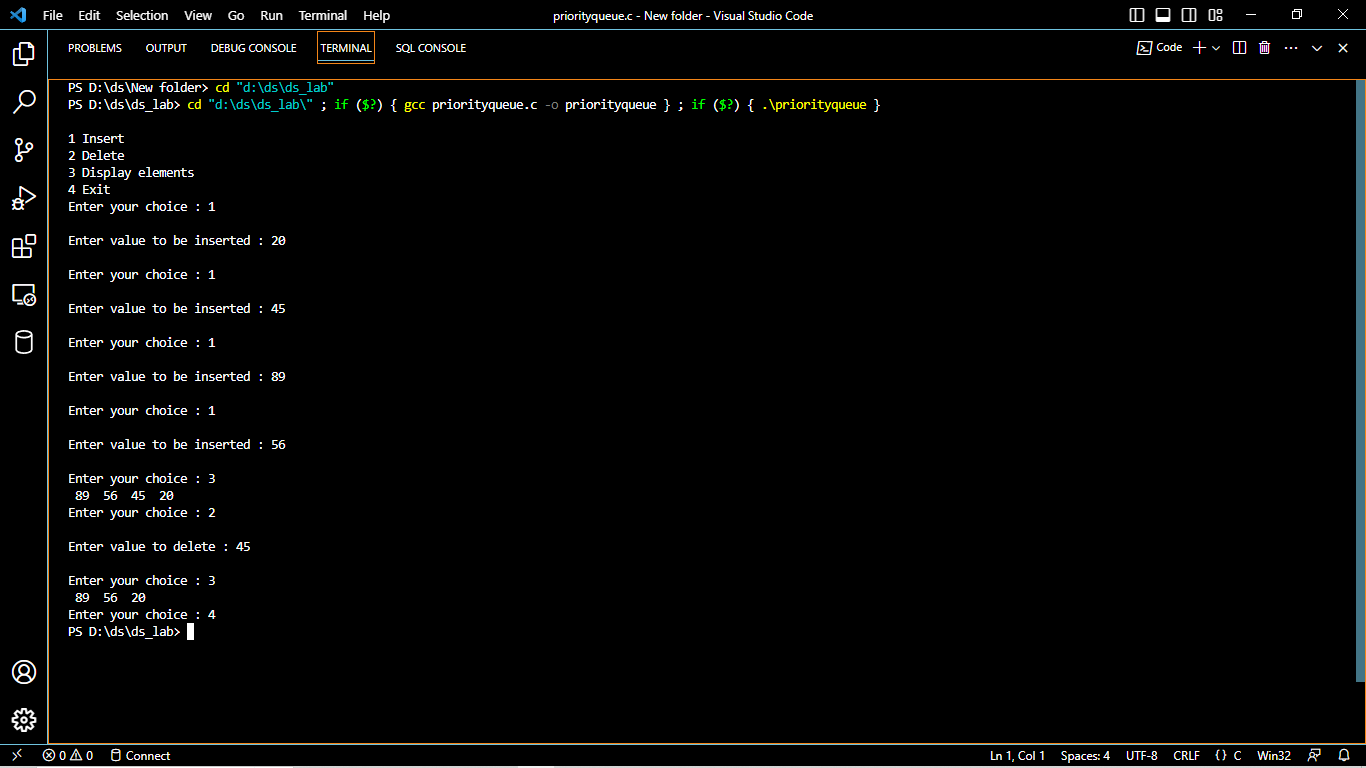 File Edit Selection View Go Run Terminal Help priorityqueue.c - New folder - Visual Studio Code
PROBLEMS OUTPUT DEBUG CONSOLE TERMINAL SQL CONSOLE Code
PS D:\ds\New folder> cd "d:\ds\ds_lab"
PS D:\ds\ds_lab> cd "d:\ds\ds_lab\" ; if ($?) { gcc priorityqueue.c -o priorityqueue } ; if ($?) { .\priorityqueue }
1 Insert
2 Delete
3 Display elements
4 Exit
Enter your choice : 1
Enter value to be inserted : 20
Enter your choice : 1
Enter value to be inserted : 45
Enter your choice : 1
Enter value to be inserted : 89
Enter your choice : 1
Enter value to be inserted : 56
Enter your choice : 3
89 56 45 20
Enter your choice : 2
Enter value to delete : 45
Enter your choice : 3
89 56 20
Enter your choice : 4
PS D:\ds\ds_lab>
0 0 Connect Ln 1, Col 1 Spaces: 4 UTF-8 CRLF {} C Win32